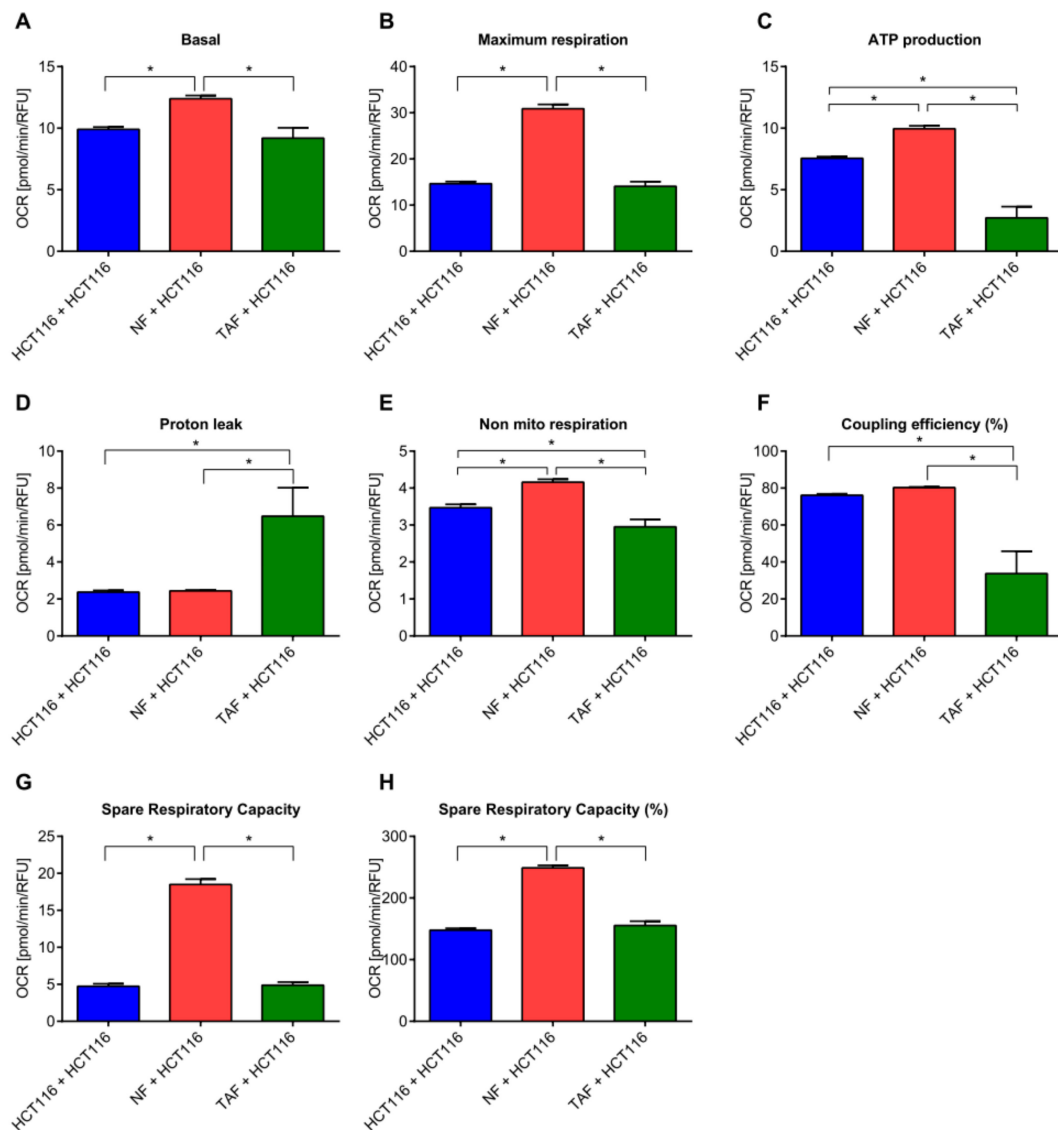 A
Basal
OCR [pmol/min/RFU]
15
10
5
0
*
*
HCT116 + HCT116
NF + HCT116
TAF + HCT116
B
Maximum respiration
OCR [pmol/min/RFU]
40
30
20
10
0
*
*
HCT116 + HCT116
NF + HCT116
TAF + HCT116
C
ATP production
OCR [pmol/min/RFU]
15
10
5
0
*
*
*
HCT116 + HCT116
NF + HCT116
TAF + HCT116
D
Proton leak
OCR [pmol/min/RFU]
10
8
6
4
2
0
*
*
HCT116 + HCT116
NF + HCT116
TAF + HCT116
E
Non mito respiration
OCR [pmol/min/RFU]
5
4
3
2
1
0
*
*
*
HCT116 + HCT116
NF + HCT116
TAF + HCT116
F
Coupling efficiency (%)
OCR [pmol/min/RFU]
100
80
60
40
20
0
*
*
HCT116 + HCT116
NF + HCT116
TAF + HCT116
G
Spare Respiratory Capacity
OCR [pmol/min/RFU]
25
20
15
10
5
0
*
*
HCT116 + HCT116
NF + HCT116
TAF + HCT116
H
Spare Respiratory Capacity (%)
OCR [pmol/min/RFU]
300
200
100
0
*
*
HCT116 + HCT116
NF + HCT116
TAF + HCT116